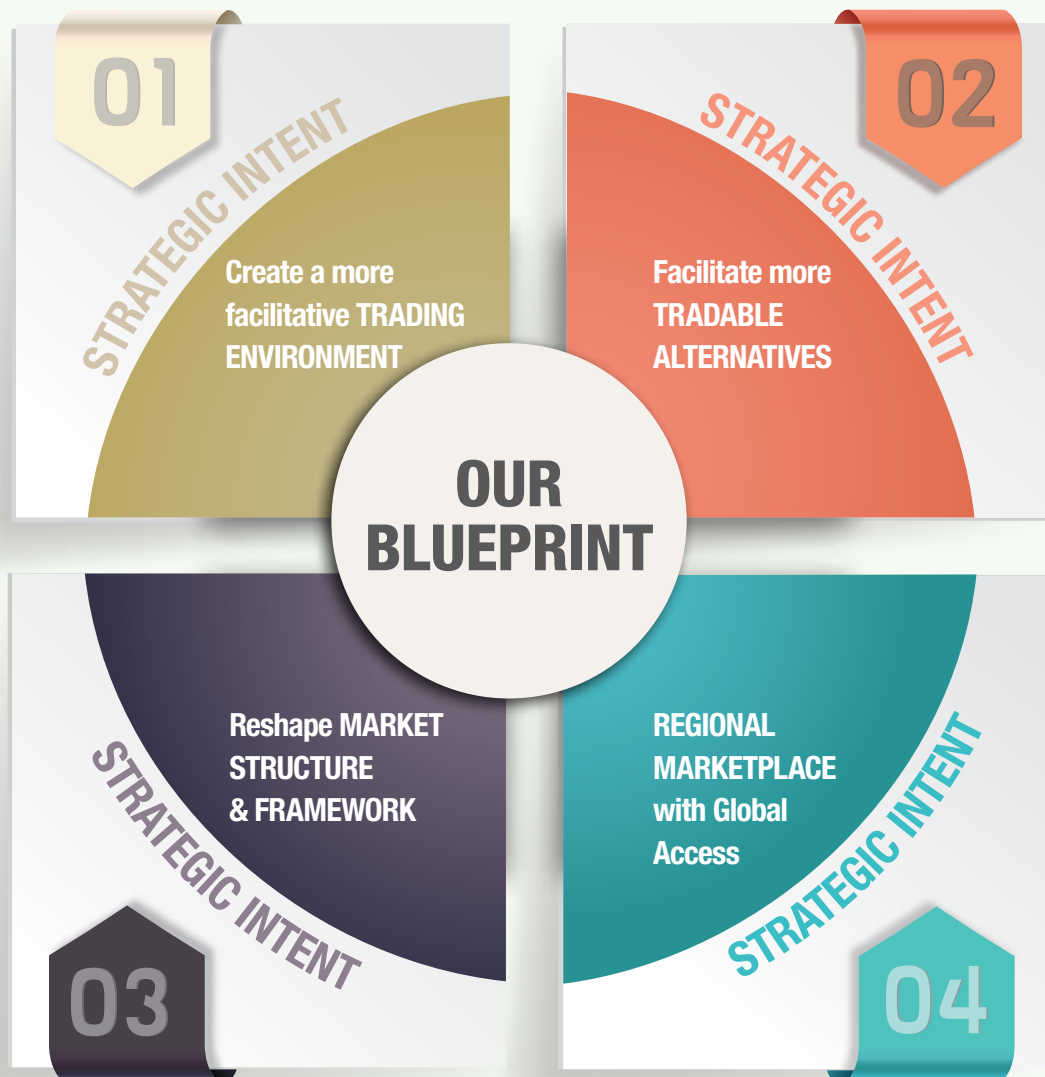 01
STRATEGIC INTENT
Create a more
facilitative TRADING
ENVIRONMENT
02
STRATEGIC INTENT
Facilitate more
TRADABLE
ALTERNATIVES
OUR
BLUEPRINT
03
STRATEGIC INTENT
Reshape MARKET
STRUCTURE
& FRAMEWORK
04
STRATEGIC INTENT
REGIONAL
MARKETPLACE
with Global
Access